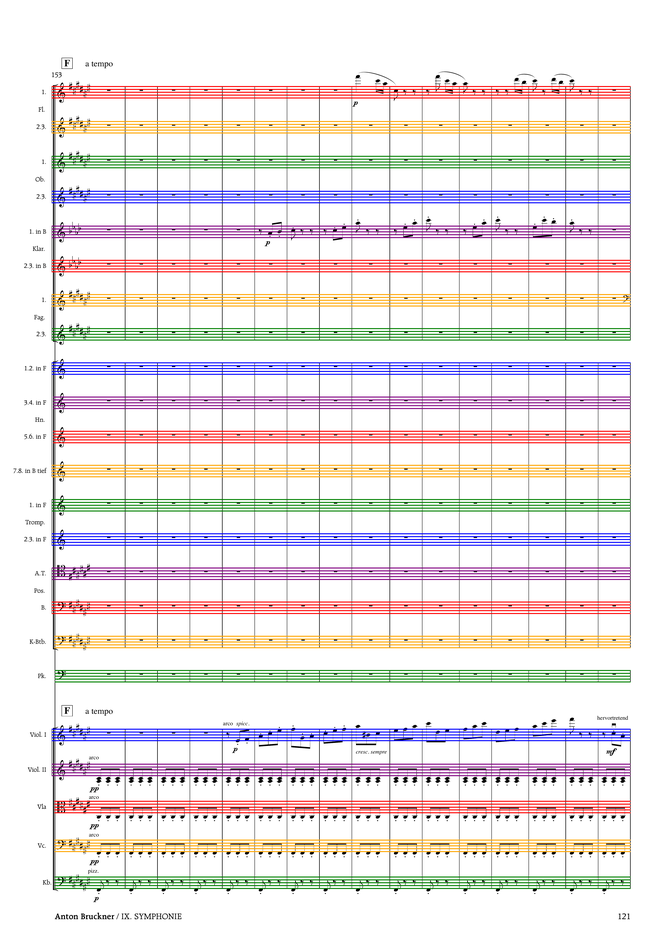 F a tempo
153
1.
Fl.
p
2.3.
1.
Ob.
2.3.
1. in B
p
Klar.
2.3. in B
1.
Fag.
2.3.
1.2. in F
3.4. in F
Hn.
5.6. in F
7.8. in B tief
1. in F
Tromp.
2.3. in F
A.T.
Pos.
B.
K-Btb.
Pk.
F a tempo
hervortretend
arco spicc.
Viol. I
p
cresc. sempre
mf
arco
Viol. II
pp
arco
Vla
pp
arco
Vc.
pp
pizz.
Kb.
p
Anton Bruckner / IX. SYMPHONIE 121